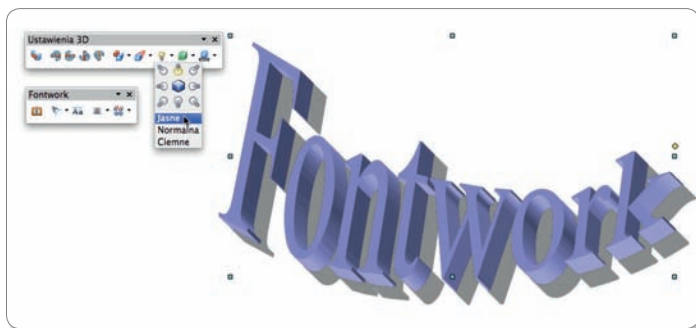 Ustawienia 3D
Fontwork
Jasne
Normalna
Ciemne
Fontwork